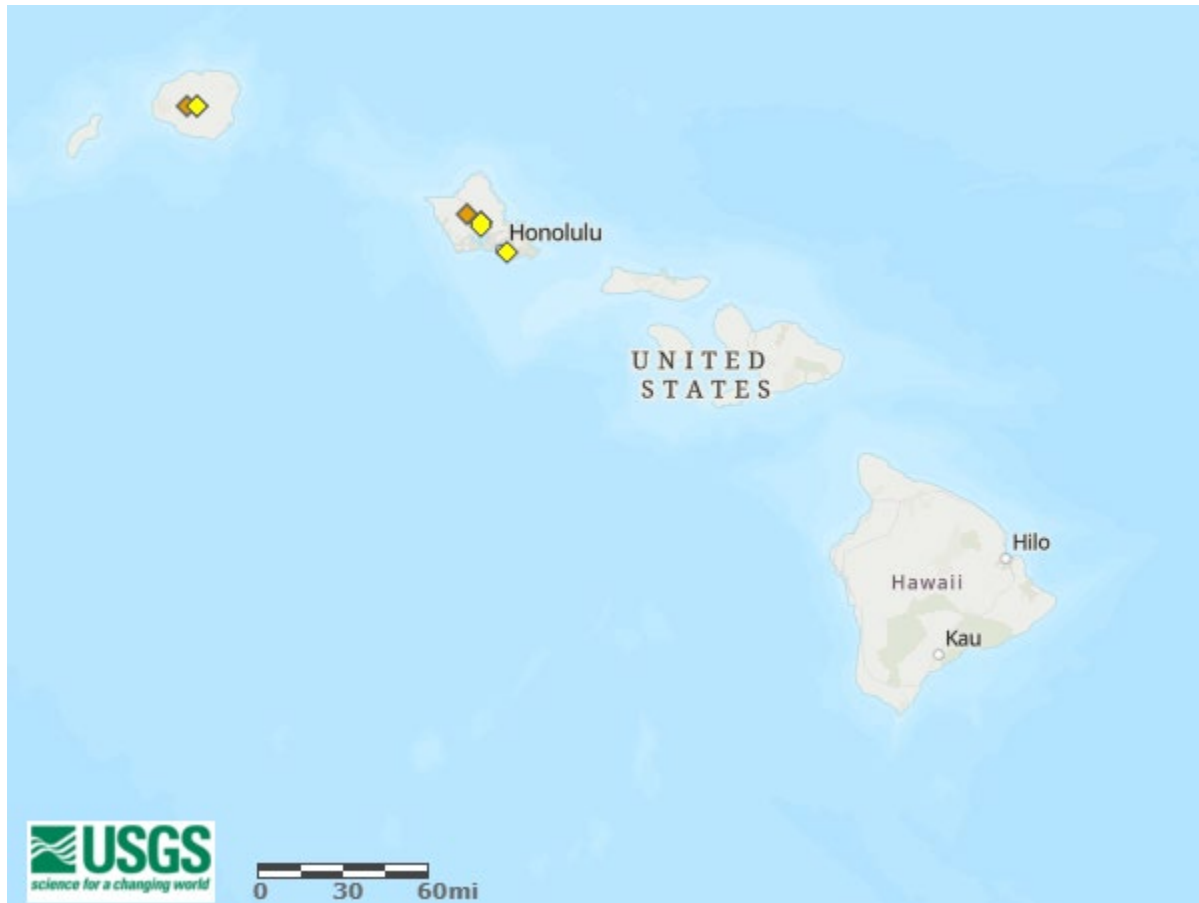 Honolulu
UNITED
STATES
Hilo
Hawaii
Kau
USGS
science for a changing world
0 30 60mi